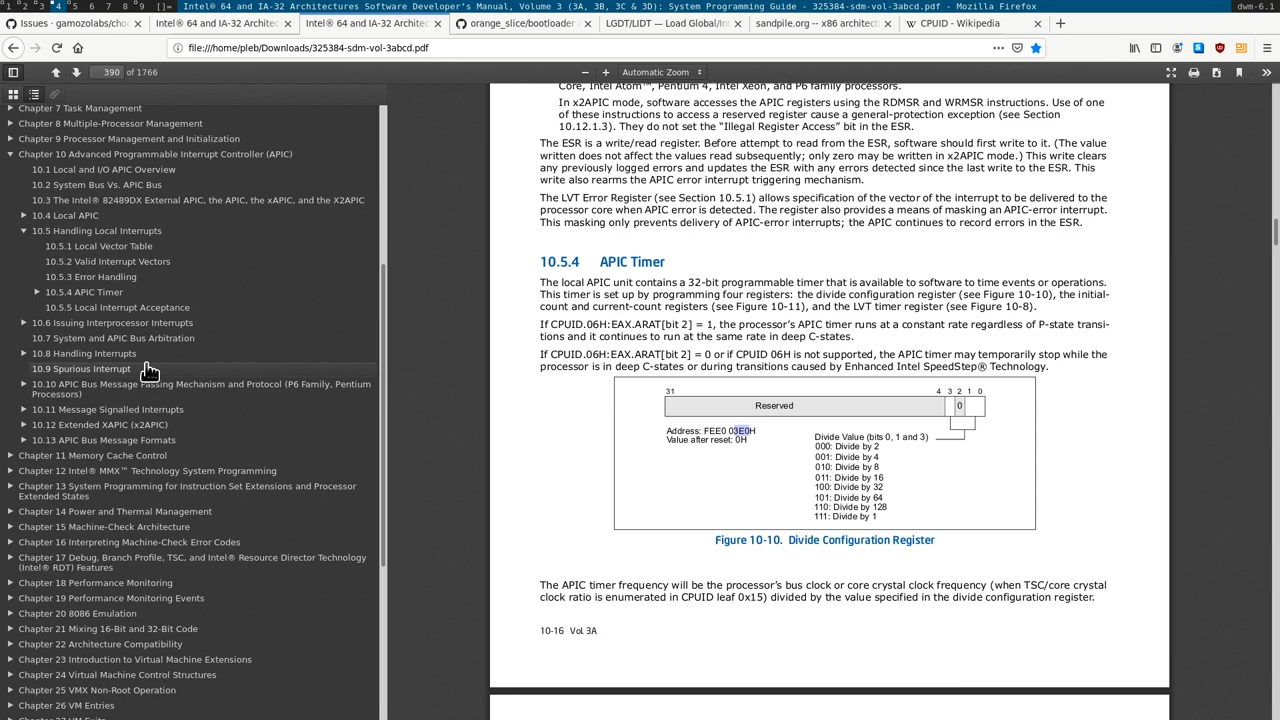 1 2 3 4 5 6 7 8 9 []= Intel® 64 and IA-32 Architectures Software Developer's Manual, Volume 3 (3A, 3B, 3C & 3D): System Programming Guide - 325384-sdm-vol-3abcd.pdf - Mozilla Firefox dwm-6.1
Issues · gamozolabs/cho Intel® 64 and IA-32 Architec Intel® 64 and IA-32 Architec orange_slice/bootloader LGDT/LIDT — Load Global/In sandpile.org -- x86 architect CPUID - Wikipedia
file:///home/pleb/Downloads/325384-sdm-vol-3abcd.pdf
390 of 1766 Automatic Zoom
Chapter 7 Task Management
Chapter 8 Multiple-Processor Management
Chapter 9 Processor Management and Initialization
Chapter 10 Advanced Programmable Interrupt Controller (APIC)
10.1 Local and I/O APIC Overview
10.2 System Bus Vs. APIC Bus
10.3 The Intel® 82489DX External APIC, the APIC, the xAPIC, and the X2APIC
10.4 Local APIC
10.5 Handling Local Interrupts
10.5.1 Local Vector Table
10.5.2 Valid Interrupt Vectors
10.5.3 Error Handling
10.5.4 APIC Timer
10.5.5 Local Interrupt Acceptance
10.6 Issuing Interprocessor Interrupts
10.7 System and APIC Bus Arbitration
10.8 Handling Interrupts
10.9 Spurious Interrupt
10.10 APIC Bus Message Passing Mechanism and Protocol (P6 Family, Pentium
Processors)
10.11 Message Signalled Interrupts
10.12 Extended XAPIC (x2APIC)
10.13 APIC Bus Message Formats
Chapter 11 Memory Cache Control
Chapter 12 Intel® MMX™ Technology System Programming
Chapter 13 System Programming for Instruction Set Extensions and Processor
Extended States
Chapter 14 Power and Thermal Management
Chapter 15 Machine-Check Architecture
Chapter 16 Interpreting Machine-Check Error Codes
Chapter 17 Debug, Branch Profile, TSC, and Intel® Resource Director Technology
(Intel® RDT) Features
Chapter 18 Performance Monitoring
Chapter 19 Performance Monitoring Events
Chapter 20 8086 Emulation
Chapter 21 Mixing 16-Bit and 32-Bit Code
Chapter 22 Architecture Compatibility
Chapter 23 Introduction to Virtual Machine Extensions
Chapter 24 Virtual Machine Control Structures
Chapter 25 VMX Non-Root Operation
Chapter 26 VM Entries
Chapter 27 VM Exits
Core, Intel Atom™, Pentium 4, Intel Xeon, and P6 family processors.
In x2APIC mode, software accesses the APIC registers using the RDMSR and WRMSR instructions. Use of one
of these instructions to access a reserved register cause a general-protection exception (see Section
10.12.1.3). They do not set the “Illegal Register Access” bit in the ESR.
The ESR is a write/read register. Before attempt to read from the ESR, software should first write to it. (The value
written does not affect the values read subsequently; only zero may be written in x2APIC mode.) This write clears
any previously logged errors and updates the ESR with any errors detected since the last write to the ESR. This
write also rearms the APIC error interrupt triggering mechanism.
The LVT Error Register (see Section 10.5.1) allows specification of the vector of the interrupt to be delivered to the
processor core when APIC error is detected. The register also provides a means of masking an APIC-error interrupt.
This masking only prevents delivery of APIC-error interrupts; the APIC continues to record errors in the ESR.
10.5.4 APIC Timer
The local APIC unit contains a 32-bit programmable timer that is available to software to time events or operations.
This timer is set up by programming four registers: the divide configuration register (see Figure 10-10), the initial-
count and current-count registers (see Figure 10-11), and the LVT timer register (see Figure 10-8).
If CPUID.06H:EAX.ARAT[bit 2] = 1, the processor's APIC timer runs at a constant rate regardless of P-state transi-
tions and it continues to run at the same rate in deep C-states.
If CPUID.06H:EAX.ARAT[bit 2] = 0 or if CPUID 06H is not supported, the APIC timer may temporarily stop while the
processor is in deep C-states or during transitions caused by Enhanced Intel SpeedStep® Technology.
31 4 3 2 1 0
Reserved 0
Address: FEE0 03E0H
Value after reset: 0H
Divide Value (bits 0, 1 and 3)
000: Divide by 2
001: Divide by 4
010: Divide by 8
011: Divide by 16
100: Divide by 32
101: Divide by 64
110: Divide by 128
111: Divide by 1
Figure 10-10. Divide Configuration Register
The APIC timer frequency will be the processor's bus clock or core crystal clock frequency (when TSC/core crystal
clock ratio is enumerated in CPUID leaf 0x15) divided by the value specified in the divide configuration register.
10-16 Vol. 3A